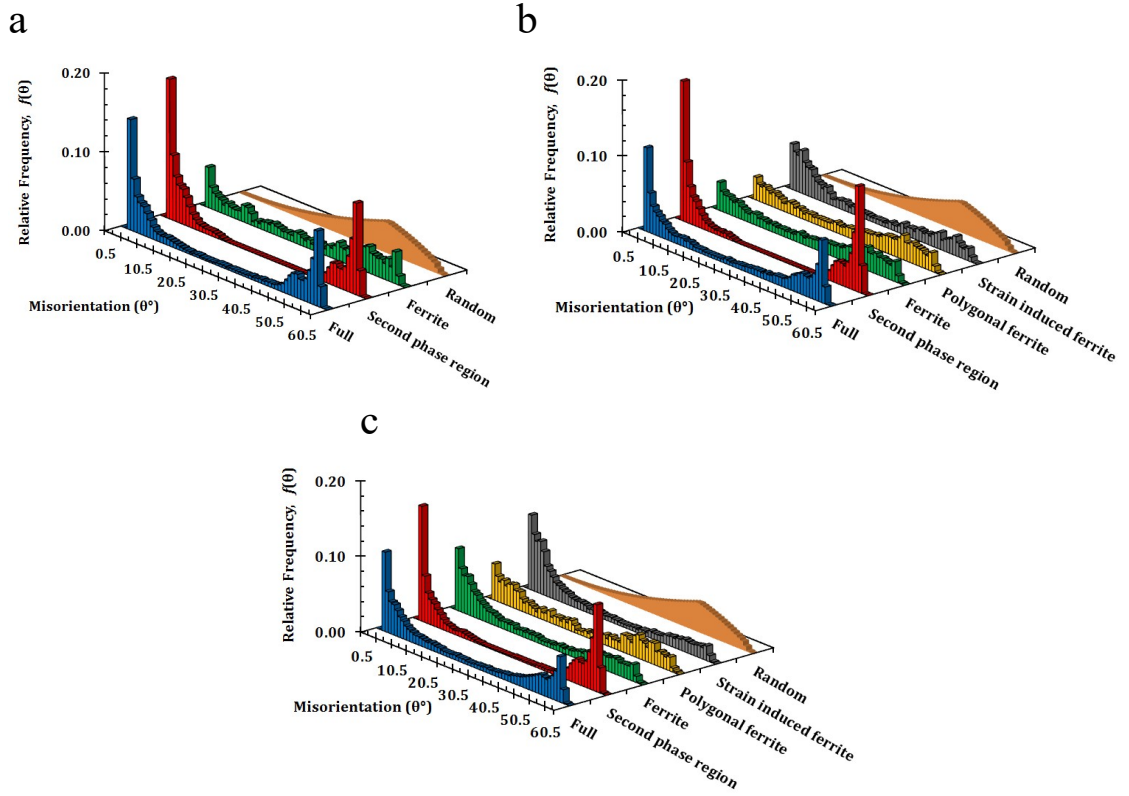 a
Relative Frequency, f(θ)
0.20
0.10
0.00
0.5
10.5
20.5
30.5
40.5
50.5
60.5
Misorientation (θ°)
Full
Second phase region
Ferrite
Random
b
Relative Frequency, f(θ)
0.20
0.10
0.00
0.5
10.5
20.5
30.5
40.5
50.5
60.5
Misorientation (θ°)
Full
Second phase region
Ferrite
Polygonal ferrite
Strain induced ferrite
Random
c
Relative Frequency, f(θ)
0.20
0.10
0.00
0.5
10.5
20.5
30.5
40.5
50.5
60.5
Misorientation (θ°)
Full
Second phase region
Ferrite
Polygonal ferrite
Strain induced ferrite
Random